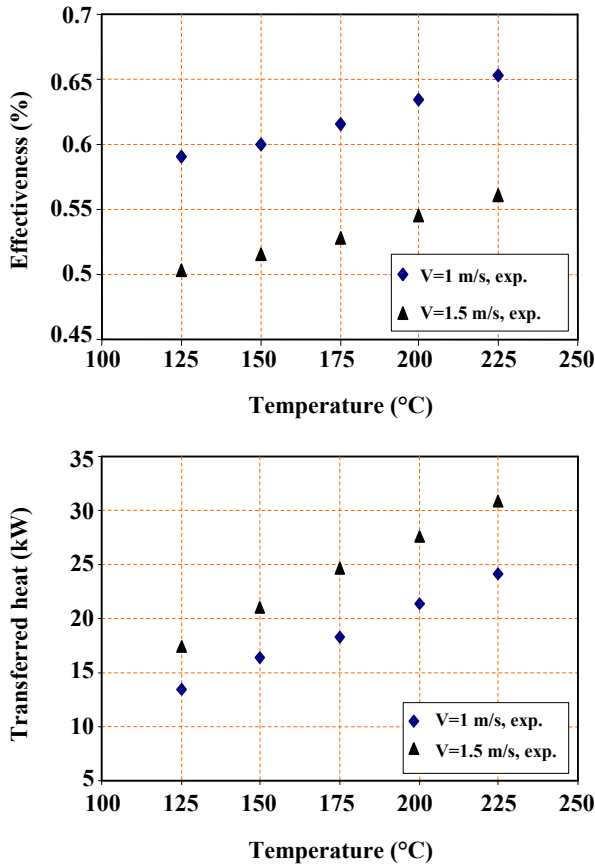 0.7
0.65
0.6
0.55
0.5
0.45
Effectiveness (%)
V=1 m/s, exp.
V=1.5 m/s, exp.
100 125 150 175 200 225 250
Temperature (°C)
35
30
25
20
15
10
5
Transferred heat (kW)
V=1 m/s, exp.
V=1.5 m/s, exp.
100 125 150 175 200 225 250
Temperature (°C)